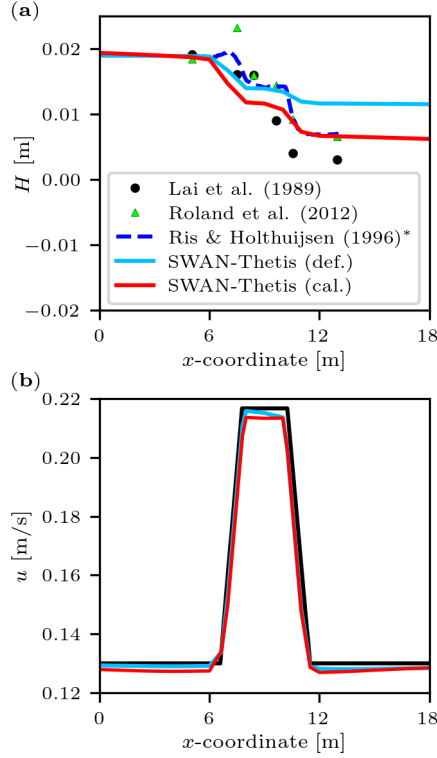 (a)
0.02
0.01
0.00
−0.01
−0.02
H [m]
Lai et al. (1989)
Roland et al. (2012)
Ris & Holthuijsen (1996)*
SWAN-Thetis (def.)
SWAN-Thetis (cal.)
0 6 12 18
x-coordinate [m]
(b)
0.22
0.20
0.18
0.16
0.14
0.12
u [m/s]
0 6 12 18
x-coordinate [m]